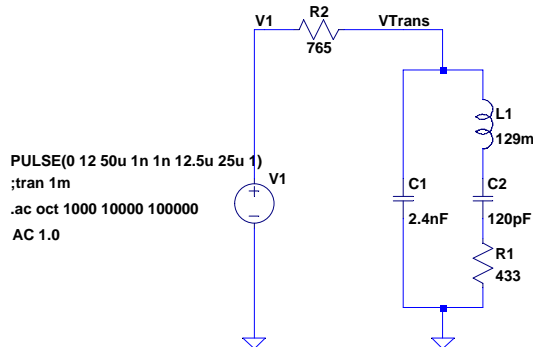 V1
R2
VTrans
765
L1
129m
PULSE(0 12 50u 1n 1n 12.5u 25u 1)
V1
;tran 1m
.ac oct 1000 10000 100000
AC 1.0
C1
2.4nF
C2
120pF
R1
433